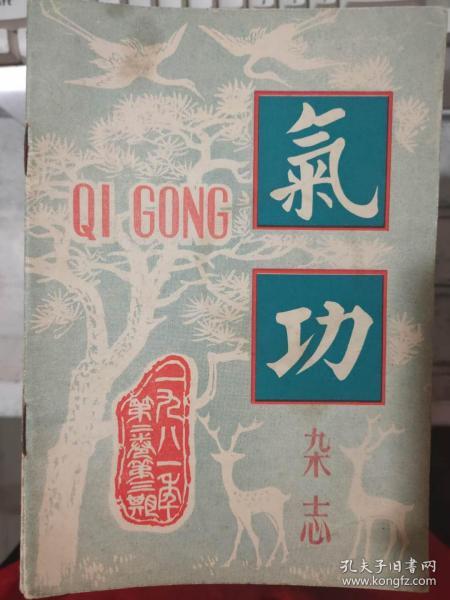 氣功
QI GONG
杂志
一九八一年
第二卷第三期
孔夫子旧书网
www.kongfz.com